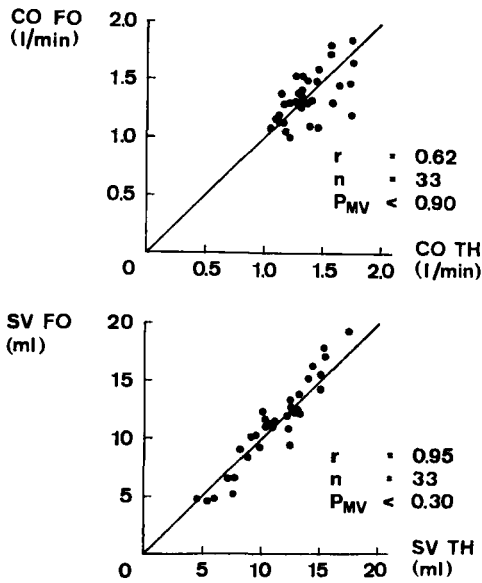 CO FO
(l/min)
2.0
1.5
1.0
0.5
0
0.5 1.0 1.5 2.0
r = 0.62
n = 33
PMV < 0.90
CO TH
(l/min)
SV FO
(ml)
20
15
10
5
0
5 10 15 20
r = 0.95
n = 33
PMV < 0.30
SV TH
(ml)